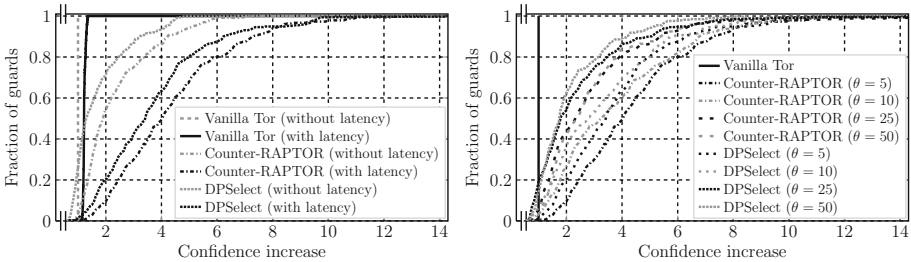 Fraction of guards
1
0.8
0.6
0.4
0.2
0
Vanilla Tor (without latency)
Vanilla Tor (with latency)
Counter-RAPTOR (without latency)
Counter-RAPTOR (with latency)
DPSelect (without latency)
DPSelect (with latency)
2 4 6 8 10 12 14
Confidence increase
Fraction of guards
1
0.8
0.6
0.4
0.2
0
Vanilla Tor
Counter-RAPTOR (θ = 5)
Counter-RAPTOR (θ = 10)
Counter-RAPTOR (θ = 25)
Counter-RAPTOR (θ = 50)
DPSelect (θ = 5)
DPSelect (θ = 10)
DPSelect (θ = 25)
DPSelect (θ = 50)
2 4 6 8 10 12 14
Confidence increase